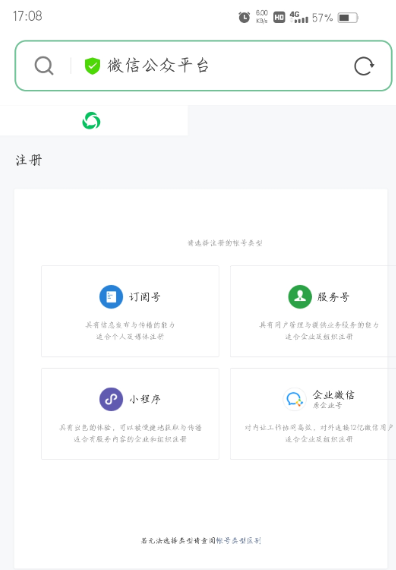 17:08
6.00 KB/s HD 4G 57%
微信公众平台
注册
请选择注册的帐号类型
订阅号
服务号
具有信息发布与传播的能力
适合个人及媒体注册
具有用户管理与提供业务服务的能力
适合企业及组织注册
小程序
企业微信
原企业号
具有出色的体验，可以被便捷地获取与传播
适合有服务内容的企业和组织注册
对内让工作协同高效，对外连接12亿微信用户
适合企业及组织注册
若无法选择类型请查阅帐号类型区别